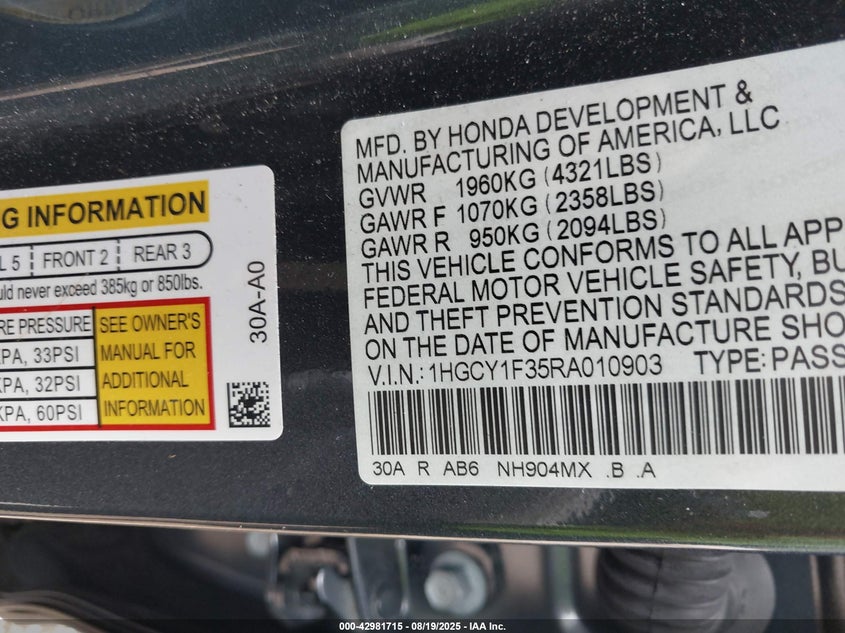 G INFORMATION
L 5 FRONT 2 REAR 3
uld never exceed 385kg or 850lbs.
RE PRESSURE
SEE OWNER'S
MANUAL FOR
ADDITIONAL
INFORMATION
KPA, 33PSI
KPA, 32PSI
KPA, 60PSI
30A-A0
MFD. BY HONDA DEVELOPMENT &
MANUFACTURING OF AMERICA, LLC
GVWR 1960KG (4321LBS)
GAWR F 1070KG (2358LBS)
GAWR R 950KG (2094LBS)
THIS VEHICLE CONFORMS TO ALL APP
FEDERAL MOTOR VEHICLE SAFETY, BU
AND THEFT PREVENTION STANDARDS
ON THE DATE OF MANUFACTURE SHO
V.I.N.: 1HGCY1F35RA010903 TYPE: PASS
30A R AB6 NH904MX .B .A
000-42981715 - 08/19/2025 - IAA Inc.